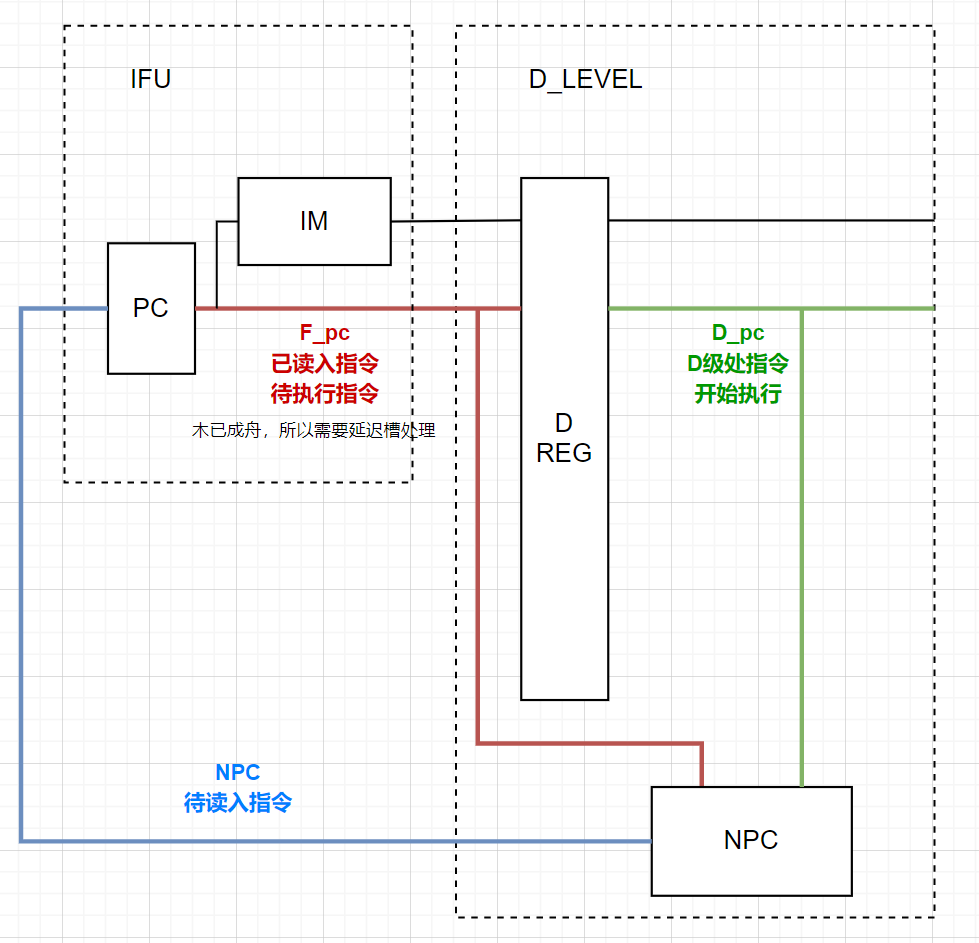 IFU
D_LEVEL
IM
PC
F_pc
已读入指令
待执行指令
木已成舟，所以需要延迟槽处理
D_pc
D级处指令
开始执行
D
REG
NPC
待读入指令
NPC